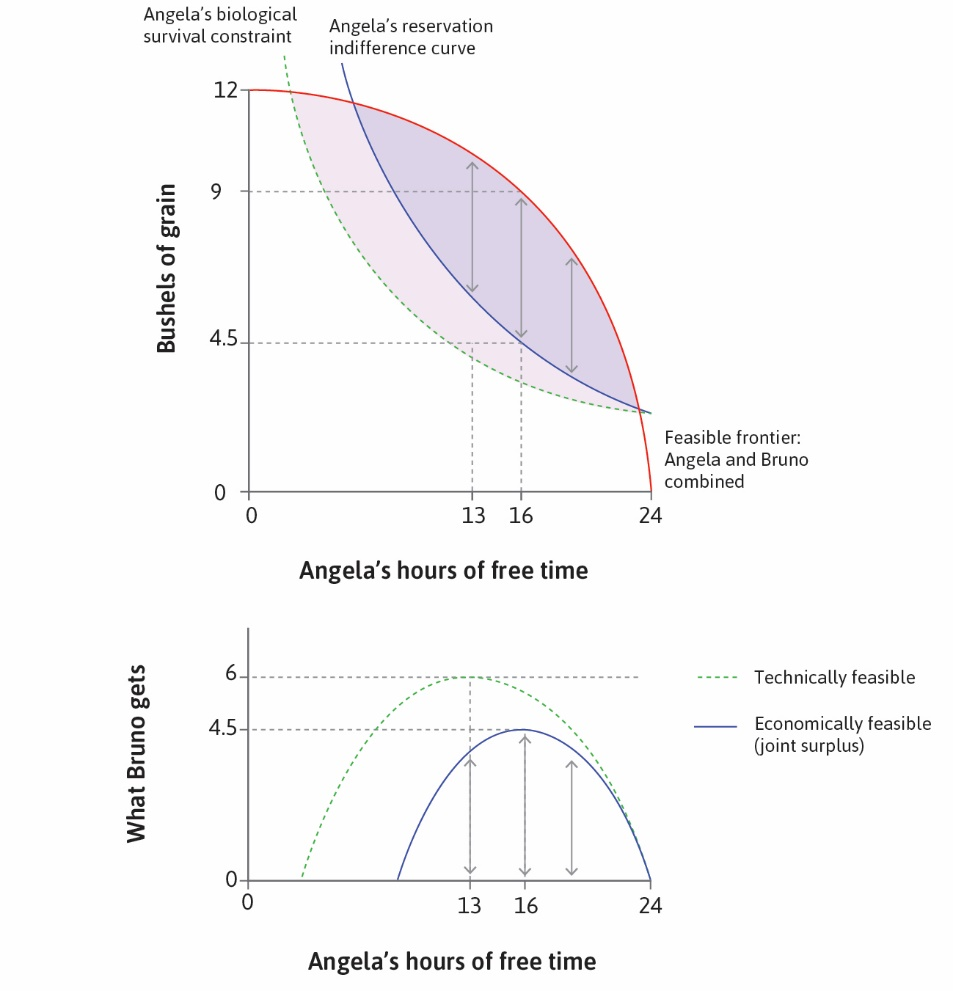 Angela’s biological
survival constraint
Angela’s reservation
indifference curve
Bushels of grain
12
9
4.5
0
0
13
16
24
Feasible frontier:
Angela and Bruno
combined
Angela’s hours of free time
What Bruno gets
6
4.5
0
0
13
16
24
Technically feasible
Economically feasible
(joint surplus)
Angela’s hours of free time